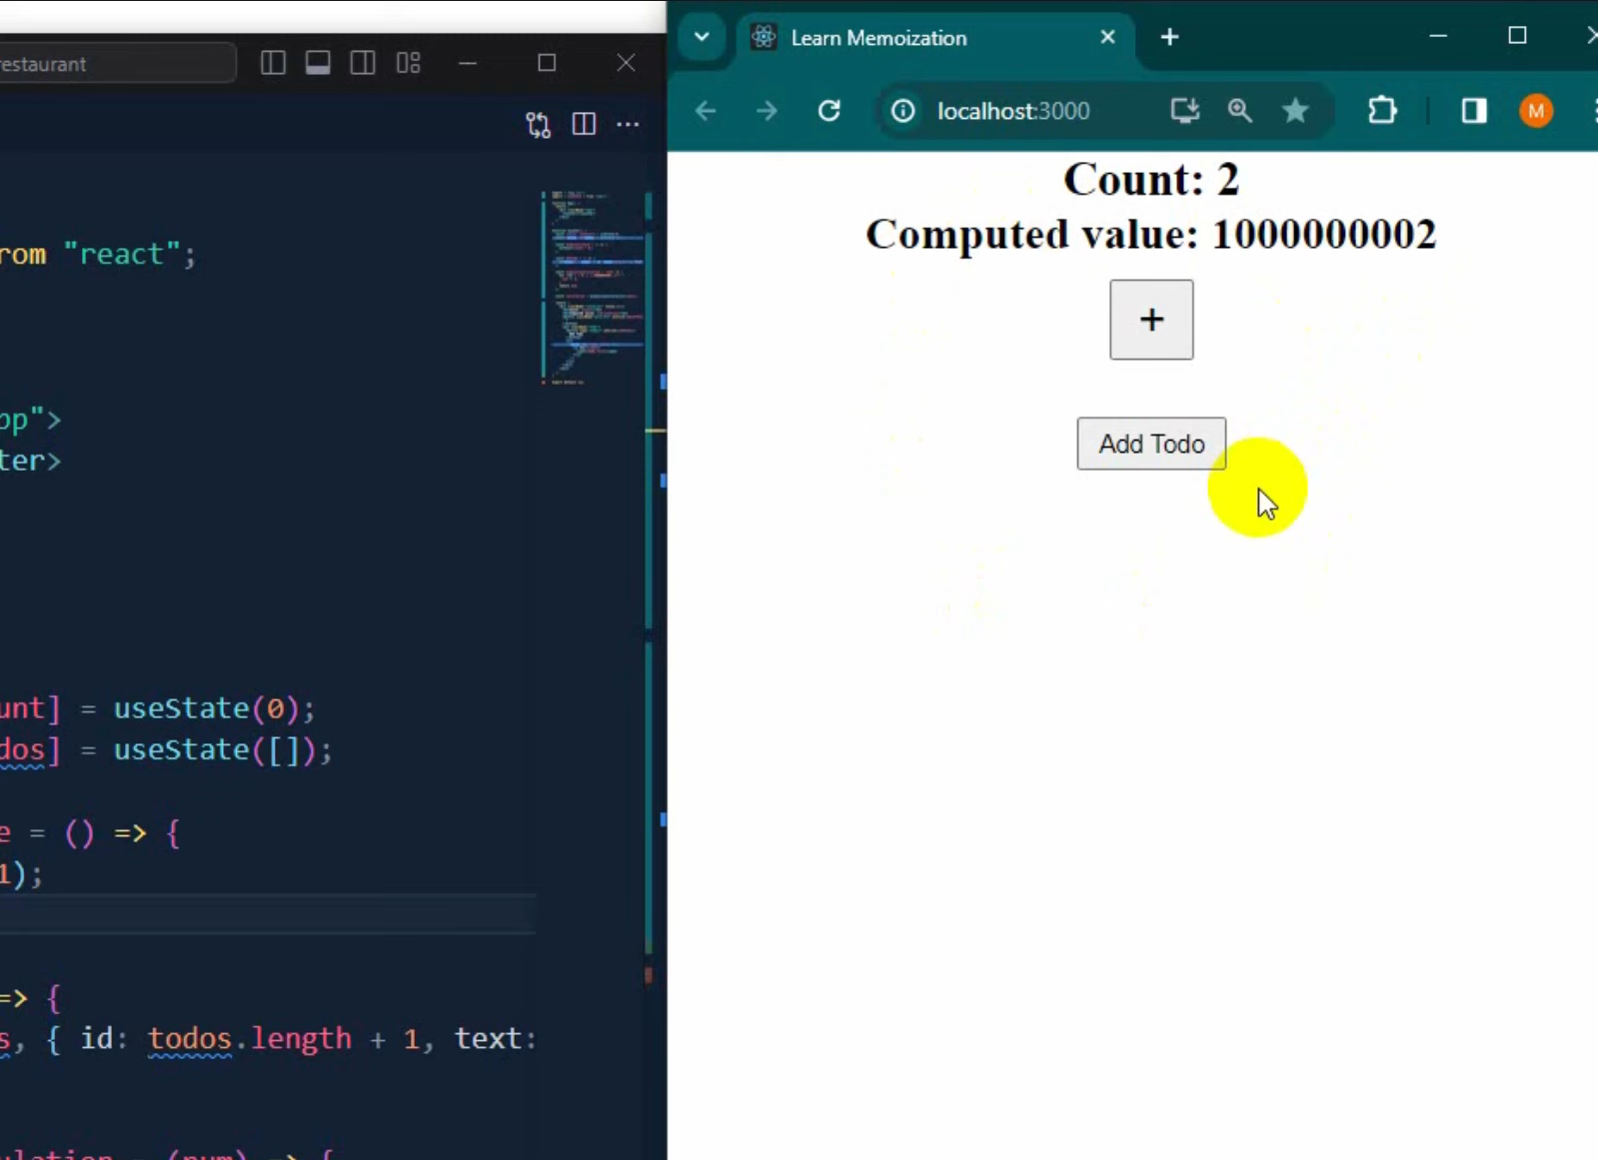 estaurant
rom "react";
pp">
ter>
unt] = useState(0);
dos] = useState([]);
e = () => {
1);
=> {
s, { id: todos.length + 1, text:
Learn Memoization
localhost:3000
M
Count: 2
Computed value: 1000000002
+
Add Todo